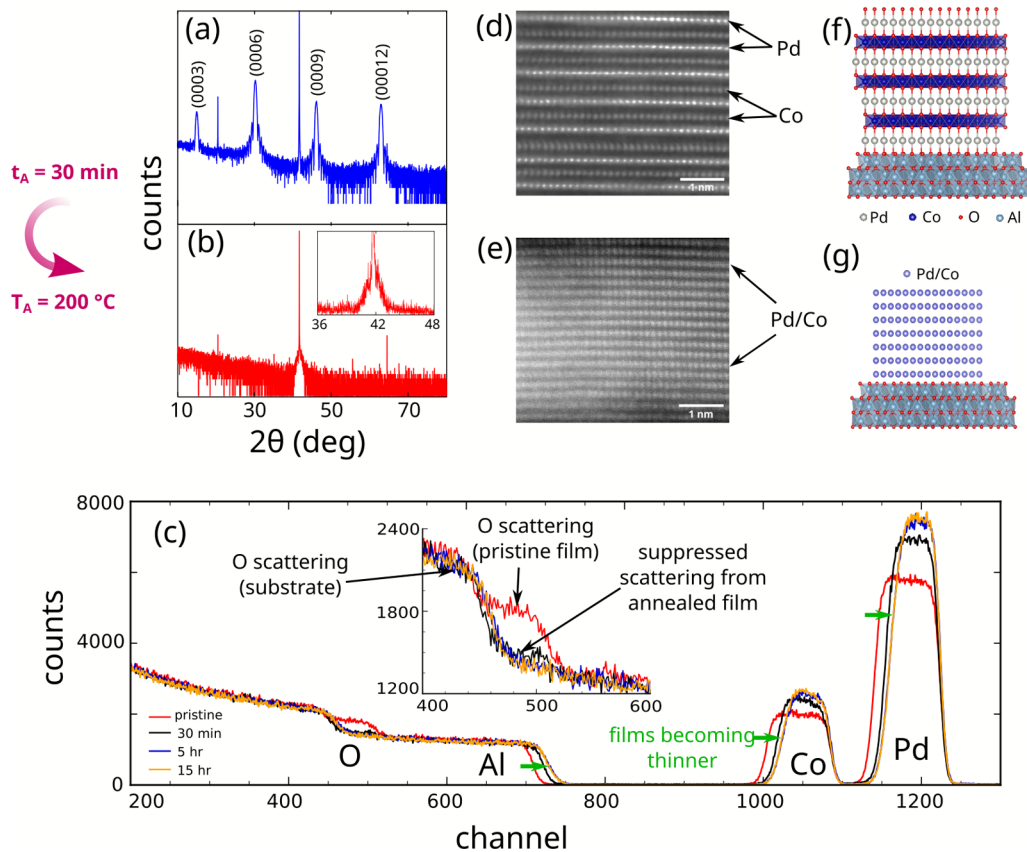 (a)
(0003)
(0006)
(0009)
(00012)
counts
t_A = 30 min
T_A = 200 °C
(b)
36
42
48
10
30
50
70
2θ (deg)
(d)
Pd
Co
1 nm
(e)
Pd/Co
1 nm
(f)
Pd
Co
O
Al
(g)
Pd/Co
(c)
8000
4000
0
counts
2400
1800
1200
400
500
600
O scattering
(substrate)
O scattering
(pristine film)
suppressed
scattering from
annealed film
pristine
30 min
5 hr
15 hr
O
Al
films becoming
thinner
Co
Pd
200
400
600
800
1000
1200
channel